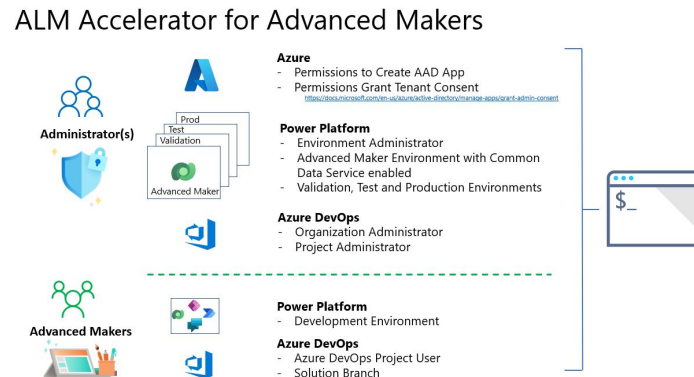 ALM Accelerator for Advanced Makers
Azure
- Permissions to Create AAD App
- Permissions Grant Tenant Consent
https://docs.microsoft.com/en-us/azure/active-directory/manage-apps/grant-admin-consent
Administrator(s)
Prod
Test
Validation
Advanced Maker
Power Platform
- Environment Administrator
- Advanced Maker Environment with Common
Data Service enabled
- Validation, Test and Production Environments
$_
Azure DevOps
- Organization Administrator
- Project Administrator
Advanced Makers
Power Platform
- Development Environment
Azure DevOps
- Azure DevOps Project User
- Solution Branch